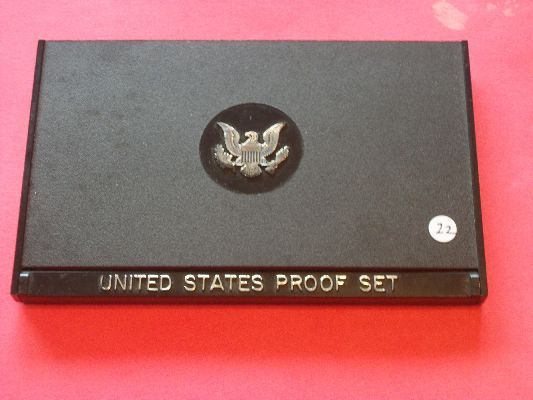 22
UNITED STATES PROOF SET